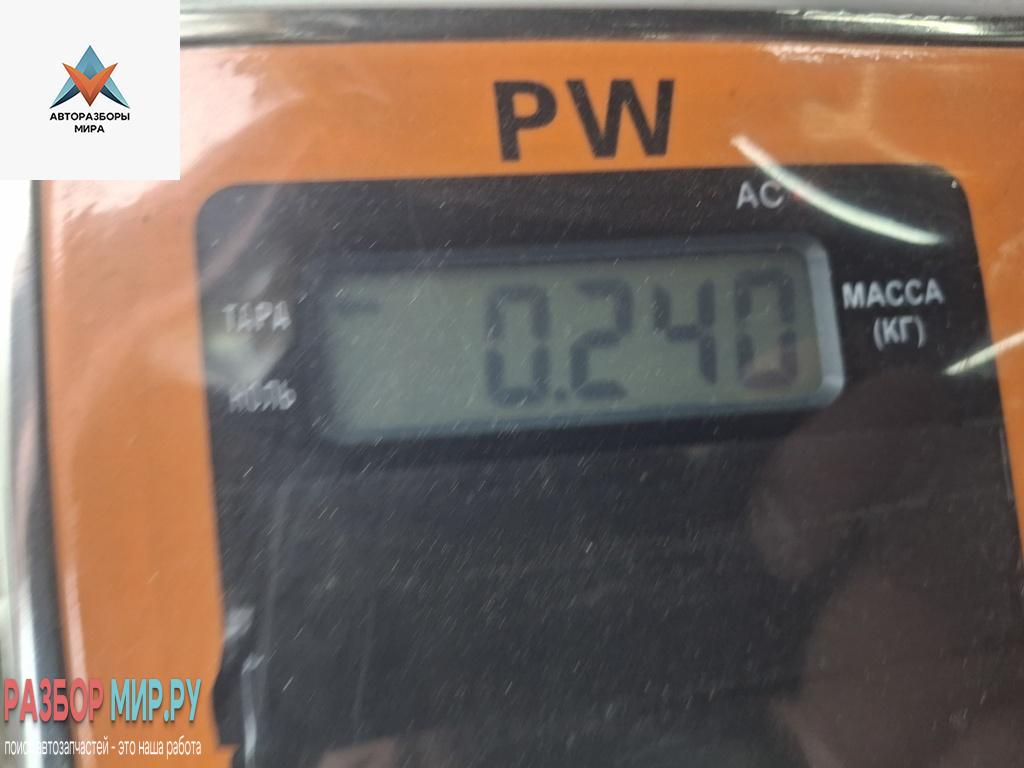 АВТОРАЗБОРЫ
МИРА
PW
AC
ТАРА
МАССА
(КГ)
0.240
НОЛЬ
РАЗБОР МИР.РУ
поиск автозапчастей - это наша работа